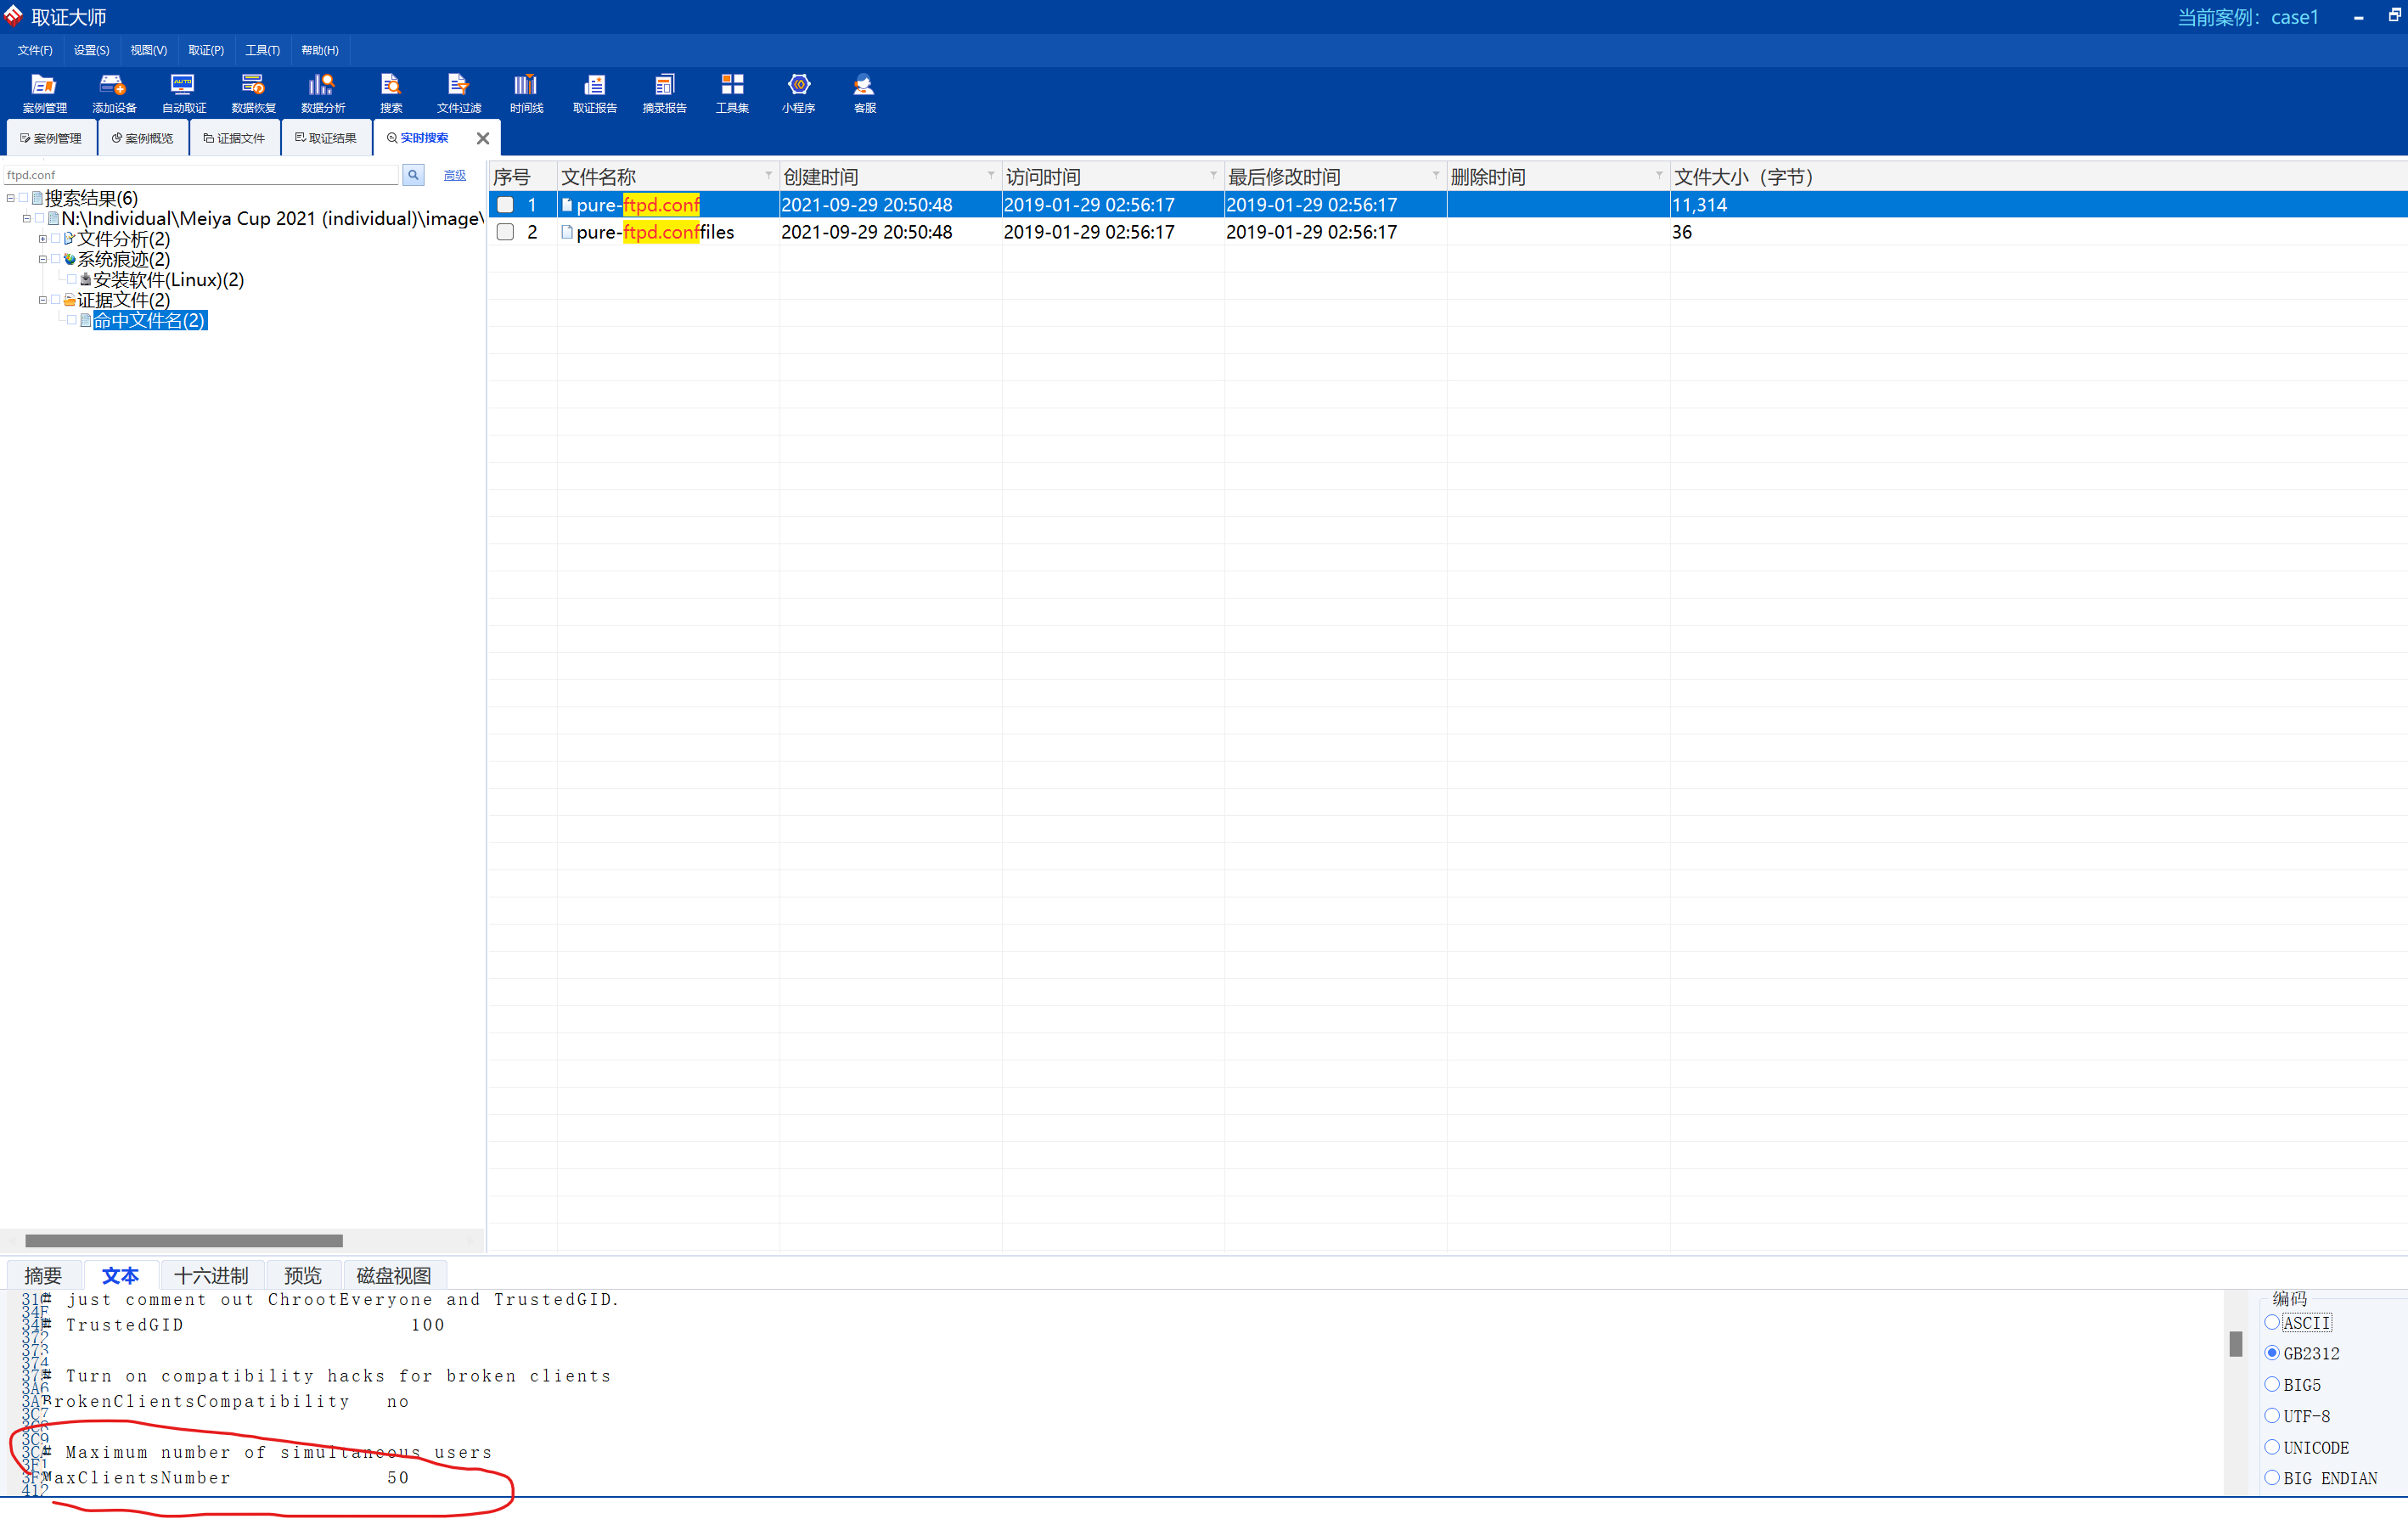 取证大师
当前案例：case1
文件(F) 设置(S) 视图(V) 取证(P) 工具(T) 帮助(H)
案例管理 添加设备 自动取证 数据恢复 数据分析 搜索 文件过滤 时间线 取证报告 摘录报告 工具集 小程序 客服
案例管理 案例概览 证据文件 取证结果 实时搜索
ftpd.conf 高级
搜索结果(6)
N:\Individual\Meiya Cup 2021 (individual)\image\
文件分析(2)
系统痕迹(2)
安装软件(Linux)(2)
证据文件(2)
命中文件名(2)
序号 文件名称 创建时间 访问时间 最后修改时间 删除时间 文件大小（字节）
1 pure-ftpd.conf 2021-09-29 20:50:48 2019-01-29 02:56:17 2019-01-29 02:56:17 11,314
2 pure-ftpd.conffiles 2021-09-29 20:50:48 2019-01-29 02:56:17 2019-01-29 02:56:17 36
摘要 文本 十六进制 预览 磁盘视图
# just comment out ChrootEveryone and TrustedGID.
# TrustedGID 100
# Turn on compatibility hacks for broken clients
BrokenClientsCompatibility no
# Maximum number of simultaneous users
MaxClientsNumber 50
编码
ASCII
GB2312
BIG5
UTF-8
UNICODE
BIG ENDIAN